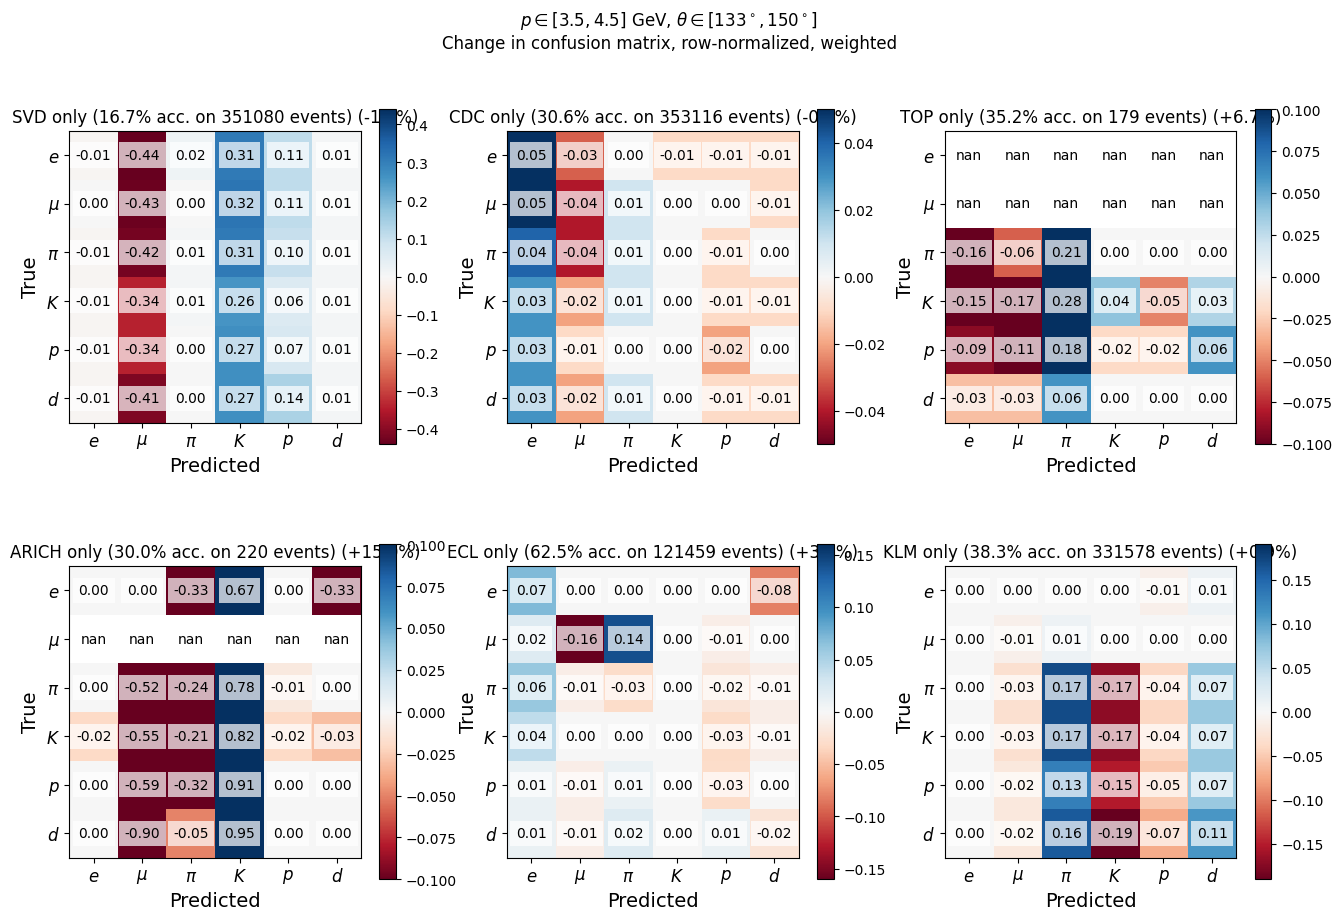 p ∈ [3.5, 4.5] GeV, θ ∈ [133°, 150°]
Change in confusion matrix, row-normalized, weighted
SVD only (16.7% acc. on 351080 events)
e -0.01 -0.44 0.02 0.31 0.11 0.01
μ 0.00 -0.43 0.00 0.32 0.11 0.01
π -0.01 -0.42 0.01 0.31 0.10 0.01
K -0.01 -0.34 0.01 0.26 0.06 0.01
p -0.01 -0.34 0.00 0.27 0.07 0.01
d -0.01 -0.41 0.00 0.27 0.14 0.01
e μ π K p d
Predicted
True
0.4
0.3
0.2
0.1
0.0
−0.1
−0.2
−0.3
−0.4
CDC only (30.6% acc. on 353116 events)
e 0.05 -0.03 0.00 -0.01 -0.01 -0.01
μ 0.05 -0.04 0.01 0.00 0.00 -0.01
π 0.04 -0.04 0.01 0.00 -0.01 0.00
K 0.03 -0.02 0.01 0.00 -0.01 -0.01
p 0.03 -0.01 0.00 0.00 -0.02 0.00
d 0.03 -0.02 0.01 0.00 -0.01 -0.01
e μ π K p d
Predicted
True
0.04
0.02
0.00
−0.02
−0.04
TOP only (35.2% acc. on 179 events)
e nan nan nan nan nan nan
μ nan nan nan nan nan nan
π -0.16 -0.06 0.21 0.00 0.00 0.00
K -0.15 -0.17 0.28 0.04 -0.05 0.03
p -0.09 -0.11 0.18 -0.02 -0.02 0.06
d -0.03 -0.03 0.06 0.00 0.00 0.00
e μ π K p d
Predicted
True
0.100
0.075
0.050
0.025
0.000
−0.025
−0.050
−0.075
−0.100
ARICH only (30.0% acc. on 220 events)
e 0.00 0.00 -0.33 0.67 0.00 -0.33
μ nan nan nan nan nan nan
π 0.00 -0.52 -0.24 0.78 -0.01 0.00
K -0.02 -0.55 -0.21 0.82 -0.02 -0.03
p 0.00 -0.59 -0.32 0.91 0.00 0.00
d 0.00 -0.90 -0.05 0.95 0.00 0.00
e μ π K p d
Predicted
True
0.100
0.075
0.050
0.025
0.000
−0.025
−0.050
−0.075
−0.100
ECL only (62.5% acc. on 121459 events)
e 0.07 0.00 0.00 0.00 0.00 -0.08
μ 0.02 -0.16 0.14 0.00 -0.01 0.00
π 0.06 -0.01 -0.03 0.00 -0.02 -0.01
K 0.04 0.00 0.00 0.00 -0.03 -0.01
p 0.01 -0.01 0.01 0.00 -0.03 0.00
d 0.01 -0.01 0.02 0.00 0.01 -0.02
e μ π K p d
Predicted
True
0.15
0.10
0.05
0.00
−0.05
−0.10
−0.15
KLM only (38.3% acc. on 331578 events)
e 0.00 0.00 0.00 0.00 -0.01 0.01
μ 0.00 -0.01 0.01 0.00 0.00 0.00
π 0.00 -0.03 0.17 -0.17 -0.04 0.07
K 0.00 -0.03 0.17 -0.17 -0.04 0.07
p 0.00 -0.02 0.13 -0.15 -0.05 0.07
d 0.00 -0.02 0.16 -0.19 -0.07 0.11
e μ π K p d
Predicted
True
0.15
0.10
0.05
0.00
−0.05
−0.10
−0.15